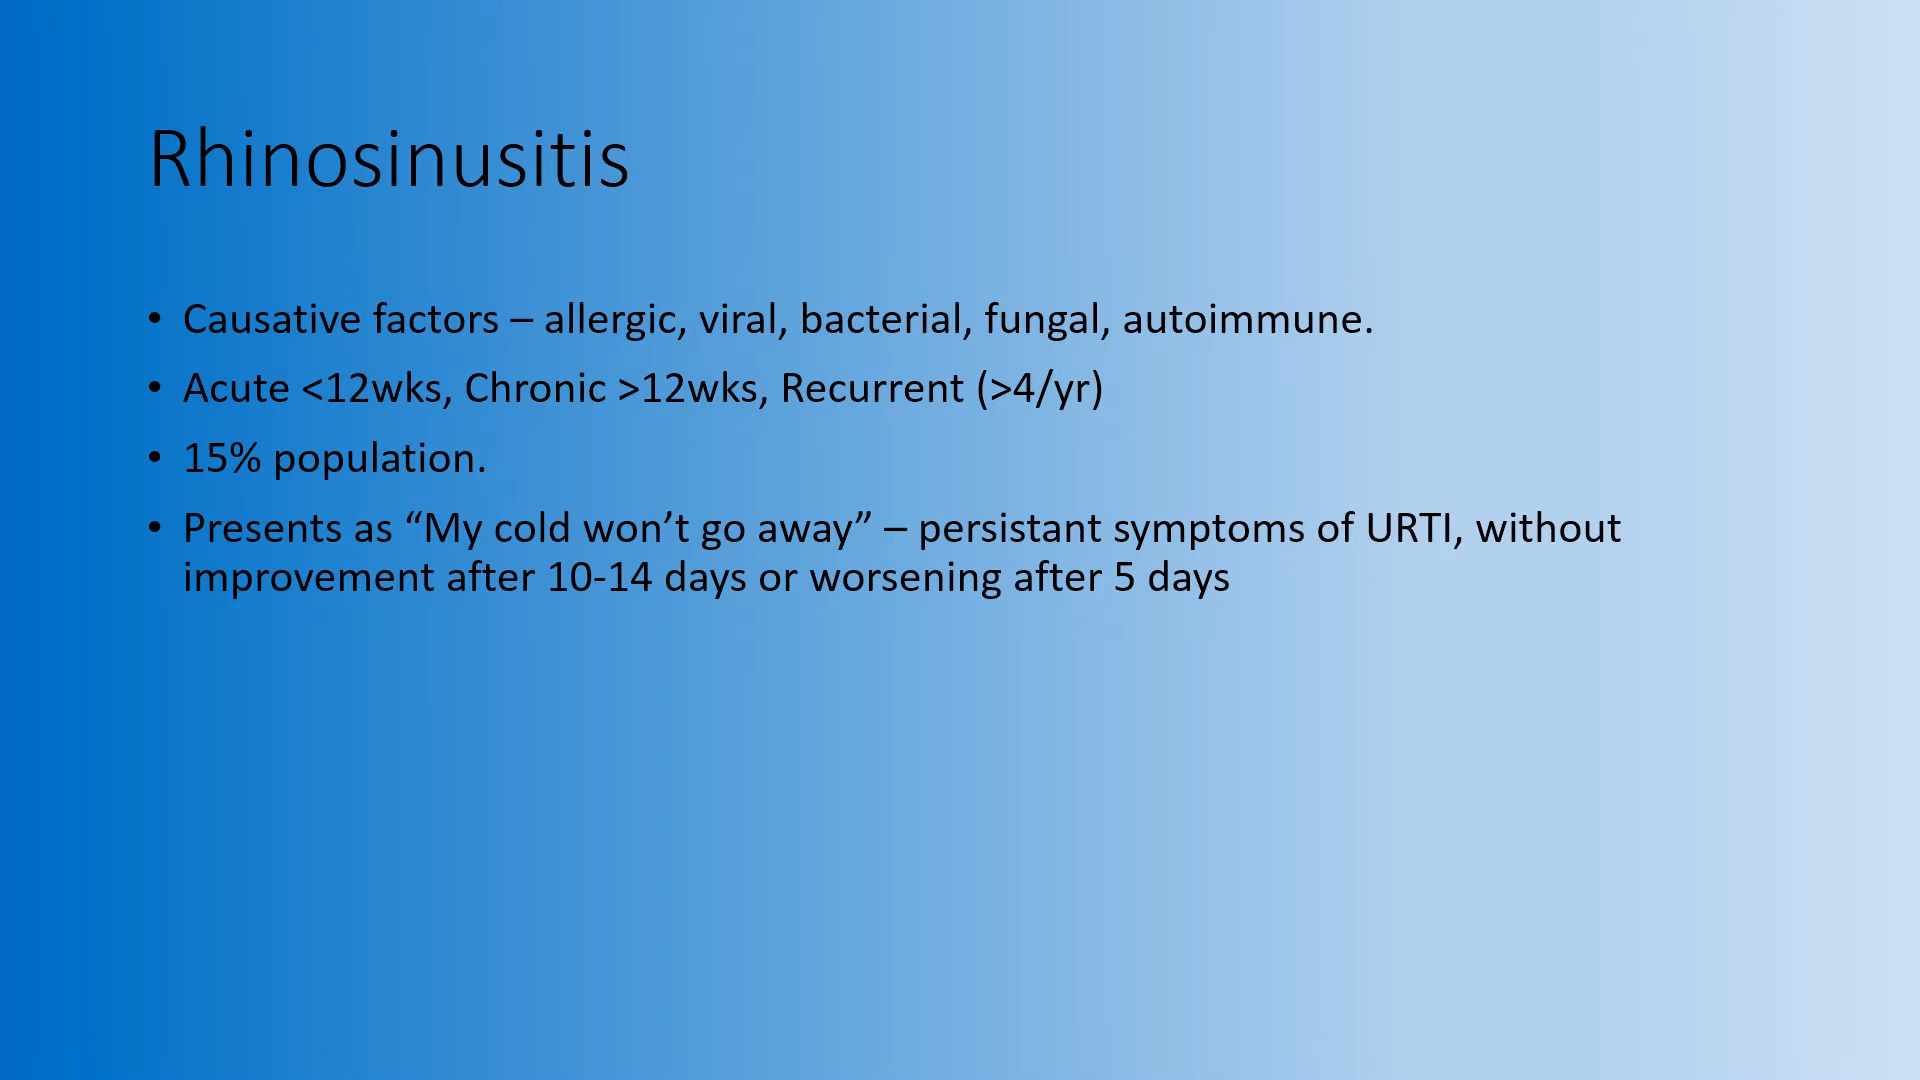 Rhinosinusitis
• Causative factors – allergic, viral, bacterial, fungal, autoimmune.
• Acute <12wks, Chronic >12wks, Recurrent (>4/yr)
• 15% population.
• Presents as “My cold won’t go away” – persistant symptoms of URTI, without
improvement after 10-14 days or worsening after 5 days